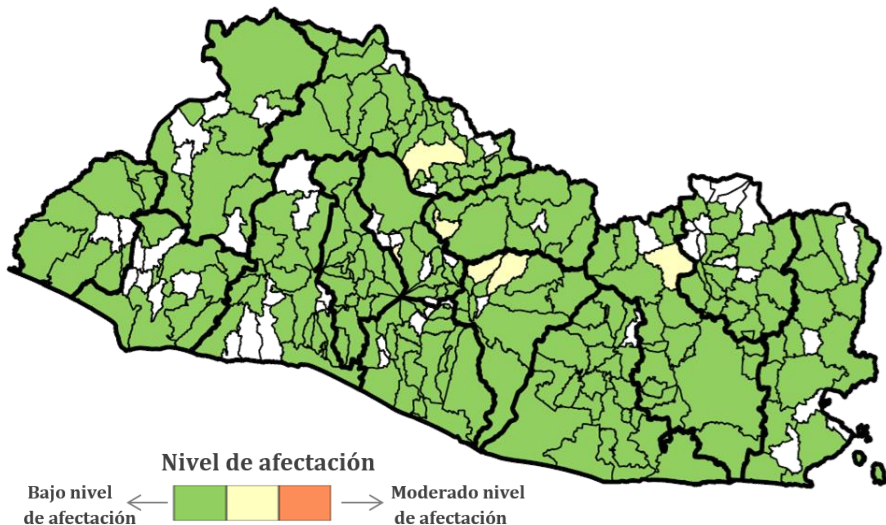 Nivel de afectación
Bajo nivel
de afectación
Moderado nivel
de afectación